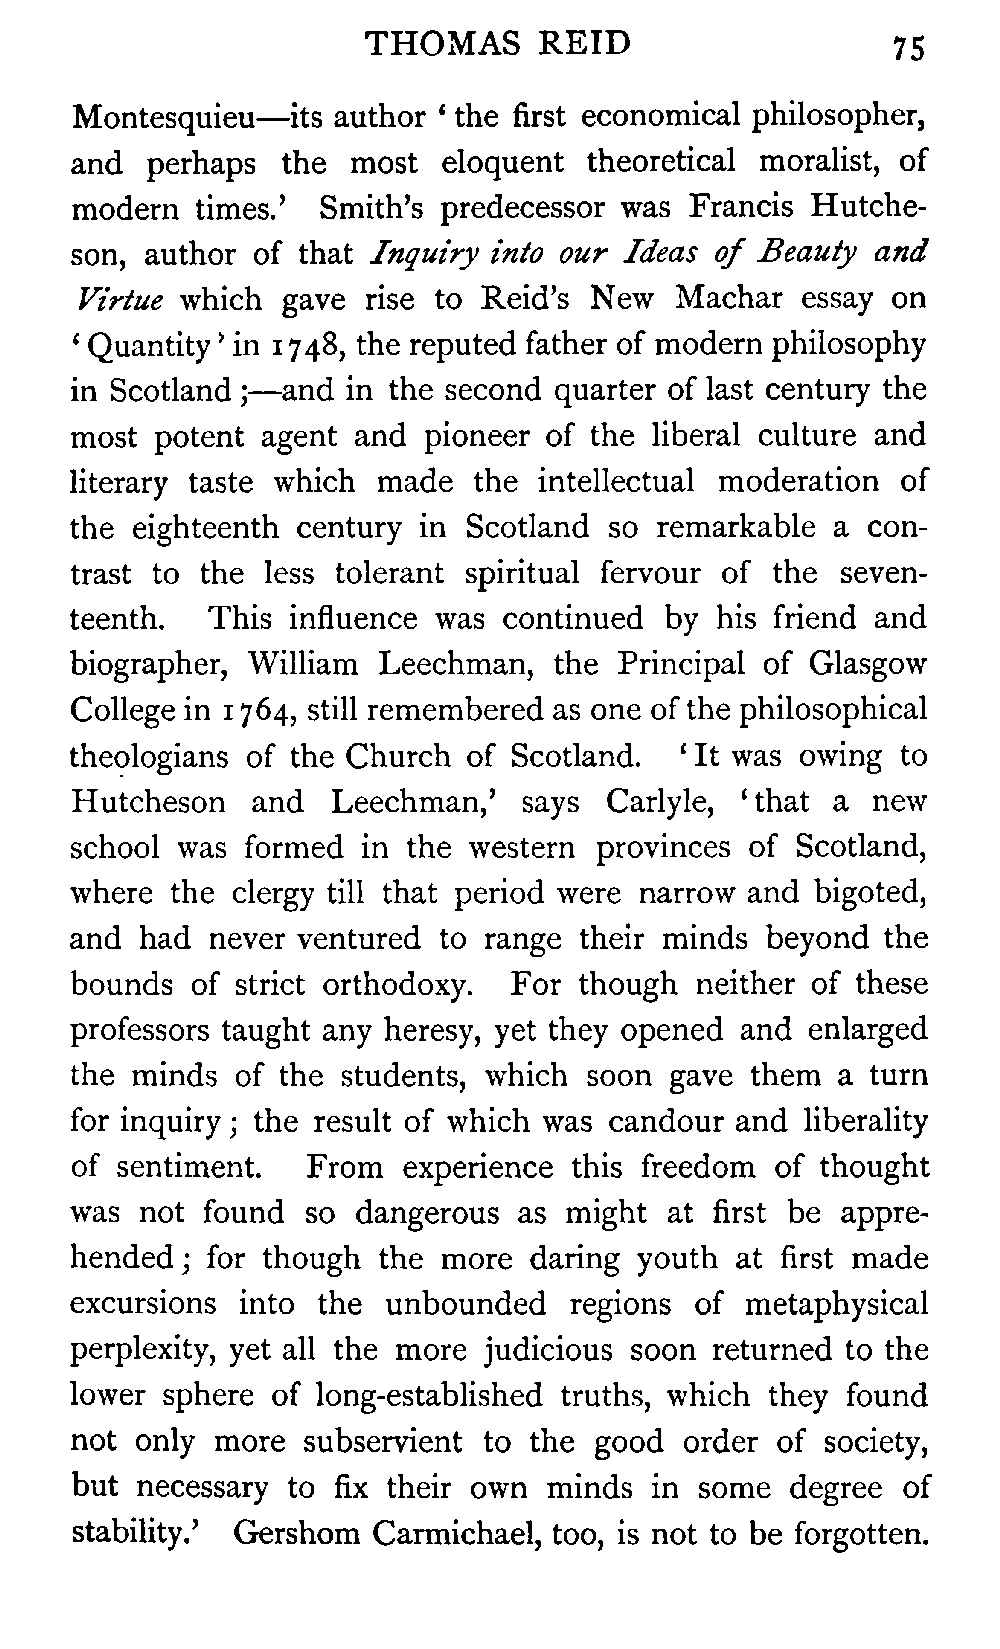 THOMAS REID 75
Montesquieu—its author ‘the first economical philosopher,
and perhaps the most eloquent theoretical moralist, of
modern times.’ Smith’s predecessor was Francis Hutche-
son, author of that Inquiry into our Ideas of Beauty and
Virtue which gave rise to Reid’s New Machar essay on
‘Quantity’ in 1748, the reputed father of modern philosophy
in Scotland;—and in the second quarter of last century the
most potent agent and pioneer of the liberal culture and
literary taste which made the intellectual moderation of
the eighteenth century in Scotland so remarkable a con-
trast to the less tolerant spiritual fervour of the seven-
teenth. This influence was continued by his friend and
biographer, William Leechman, the Principal of Glasgow
College in 1764, still remembered as one of the philosophical
theologians of the Church of Scotland. ‘It was owing to
Hutcheson and Leechman,’ says Carlyle, ‘that a new
school was formed in the western provinces of Scotland,
where the clergy till that period were narrow and bigoted,
and had never ventured to range their minds beyond the
bounds of strict orthodoxy. For though neither of these
professors taught any heresy, yet they opened and enlarged
the minds of the students, which soon gave them a turn
for inquiry; the result of which was candour and liberality
of sentiment. From experience this freedom of thought
was not found so dangerous as might at first be appre-
hended; for though the more daring youth at first made
excursions into the unbounded regions of metaphysical
perplexity, yet all the more judicious soon returned to the
lower sphere of long-established truths, which they found
not only more subservient to the good order of society,
but necessary to fix their own minds in some degree of
stability.’ Gershom Carmichael, too, is not to be forgotten.